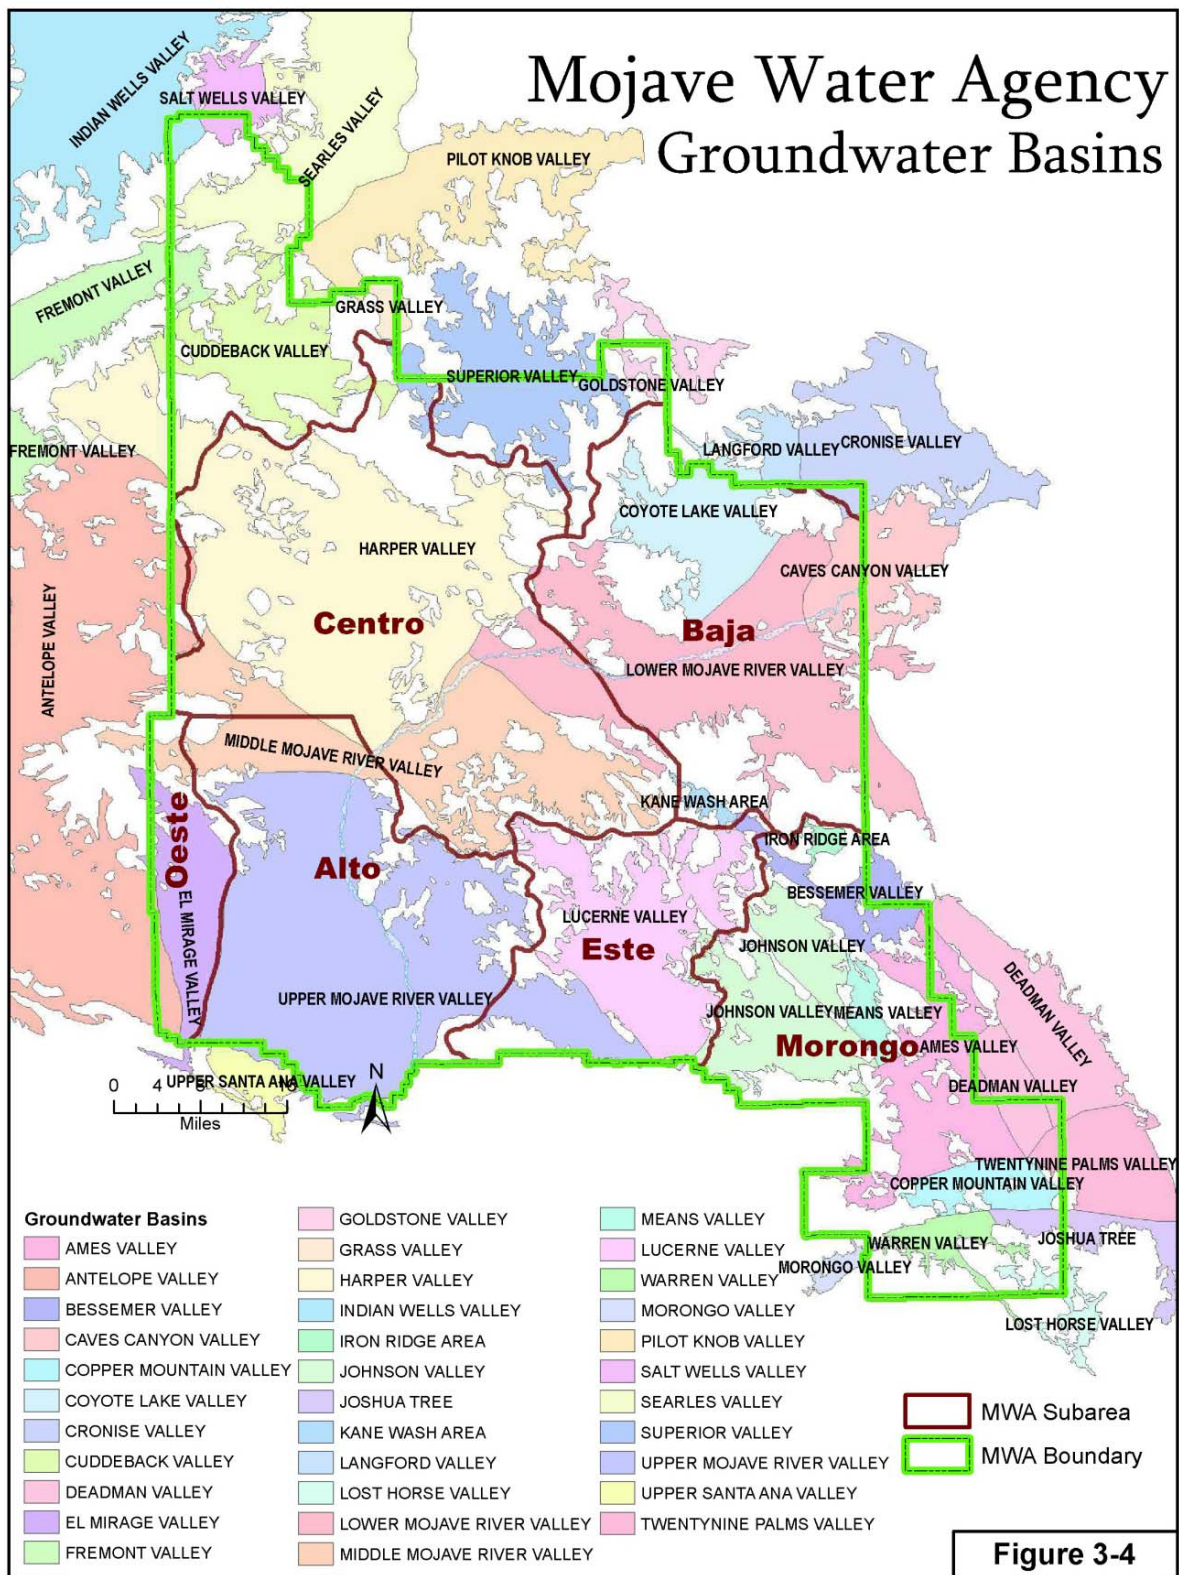 Mojave Water Agency
Groundwater Basins
INDIAN WELLS VALLEY
SALT WELLS VALLEY
SEARLES VALLEY
PILOT KNOB VALLEY
FREMONT VALLEY
GRASS VALLEY
CUDDEBACK VALLEY
SUPERIOR VALLEY
GOLDSTONE VALLEY
FREMONT VALLEY
LANGFORD VALLEY
CRONISE VALLEY
COYOTE LAKE VALLEY
HARPER VALLEY
CAVES CANYON VALLEY
ANTELOPE VALLEY
Centro
Baja
LOWER MOJAVE RIVER VALLEY
MIDDLE MOJAVE RIVER VALLEY
KANE WASH AREA
Oeste
IRON RIDGE AREA
Alto
BESSEMER VALLEY
EL MIRAGE VALLEY
LUCERNE VALLEY
Este
JOHNSON VALLEY
DEADMAN VALLEY
UPPER MOJAVE RIVER VALLEY
JOHNSON VALLEY
MEANS VALLEY
Morongo
AMES VALLEY
UPPER SANTA ANA VALLEY
DEADMAN VALLEY
N
0 4 8 16
Miles
TWENTYNINE PALMS VALLEY
COPPER MOUNTAIN VALLEY
WARREN VALLEY
JOSHUA TREE
MORONGO VALLEY
LOST HORSE VALLEY
Groundwater Basins
AMES VALLEY
ANTELOPE VALLEY
BESSEMER VALLEY
CAVES CANYON VALLEY
COPPER MOUNTAIN VALLEY
COYOTE LAKE VALLEY
CRONISE VALLEY
CUDDEBACK VALLEY
DEADMAN VALLEY
EL MIRAGE VALLEY
FREMONT VALLEY
GOLDSTONE VALLEY
GRASS VALLEY
HARPER VALLEY
INDIAN WELLS VALLEY
IRON RIDGE AREA
JOHNSON VALLEY
JOSHUA TREE
KANE WASH AREA
LANGFORD VALLEY
LOST HORSE VALLEY
LOWER MOJAVE RIVER VALLEY
MIDDLE MOJAVE RIVER VALLEY
MEANS VALLEY
LUCERNE VALLEY
WARREN VALLEY
MORONGO VALLEY
PILOT KNOB VALLEY
SALT WELLS VALLEY
SEARLES VALLEY
SUPERIOR VALLEY
UPPER MOJAVE RIVER VALLEY
UPPER SANTA ANA VALLEY
TWENTYNINE PALMS VALLEY
MWA Subarea
MWA Boundary
Figure 3-4